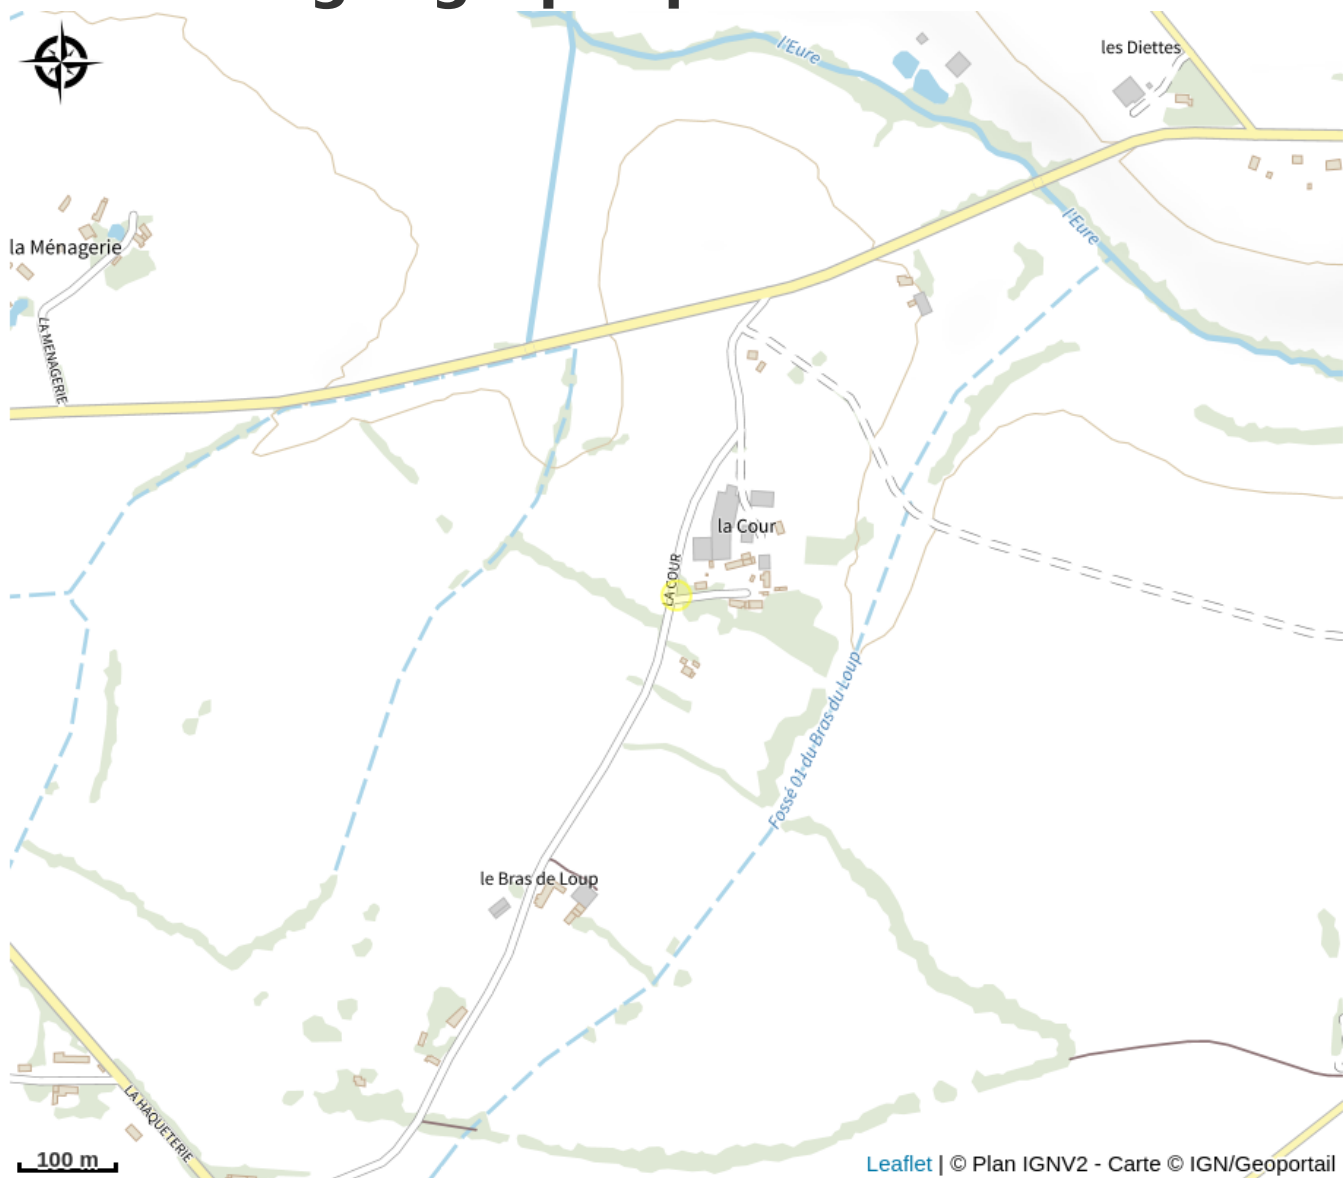 l'Eure
les Diettes
l'Eure
la Ménagerie
LA MENAGERIE
la Cour
LA COUR
Fossé 01 du Bras du Loup
le Bras de Loup
LA HAQUETERIE
100 m
Leaflet | © Plan IGNV2 - Carte © IGN/Geoportail